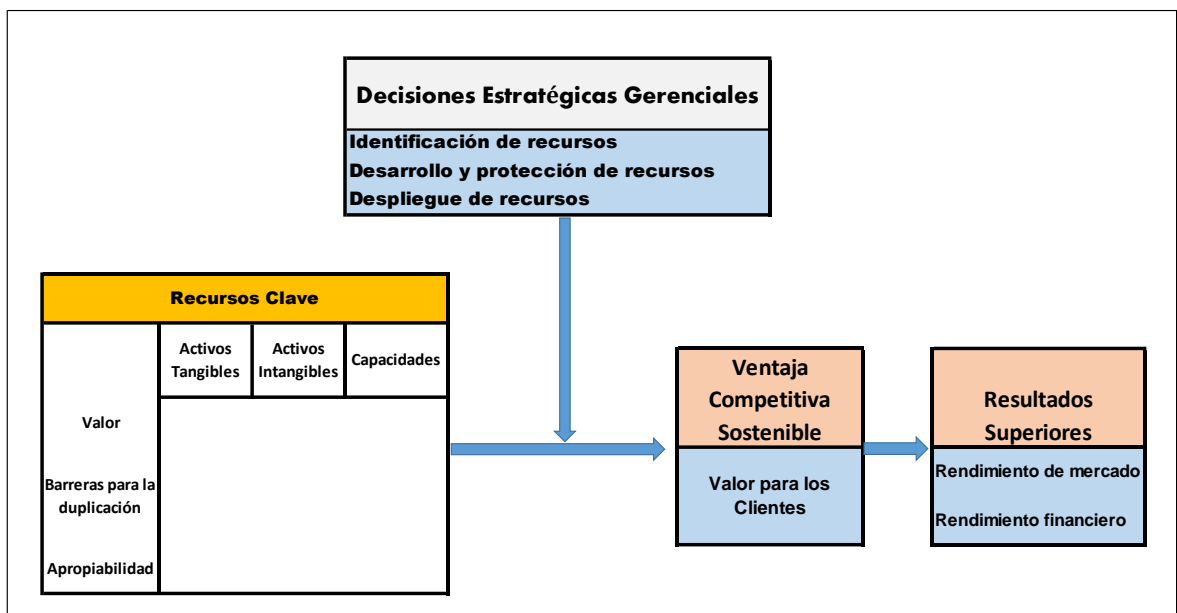 Decisiones Estratégicas Gerenciales
Identificación de recursos
Desarrollo y protección de recursos
Despliegue de recursos
Recursos Clave
Activos
Tangibles
Activos
Intangibles
Capacidades
Valor
Barreras para la
duplicación
Apropiabilidad
Ventaja
Competitiva
Sostenible
Valor para los
Clientes
Resultados
Superiores
Rendimiento de mercado
Rendimiento financiero